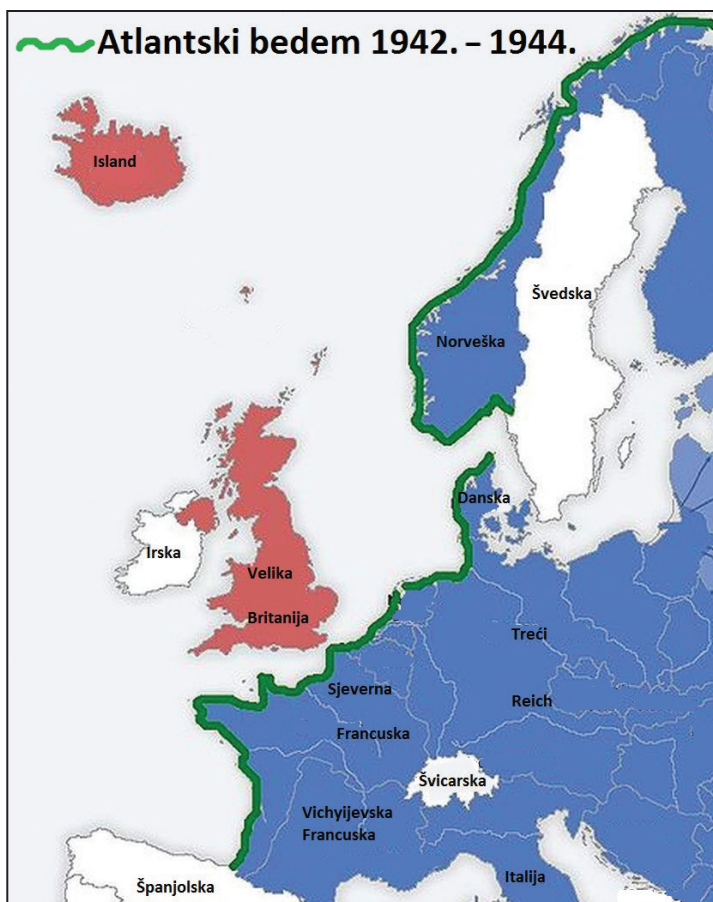 Atlantski bedem 1942. – 1944.
Island
Švedska
Norveška
Danska
Irska
Velika
Britanija
Treći
Reich
Sjeverna
Francuska
Švicarska
Vichyijevska
Francuska
Španjolska
Italija